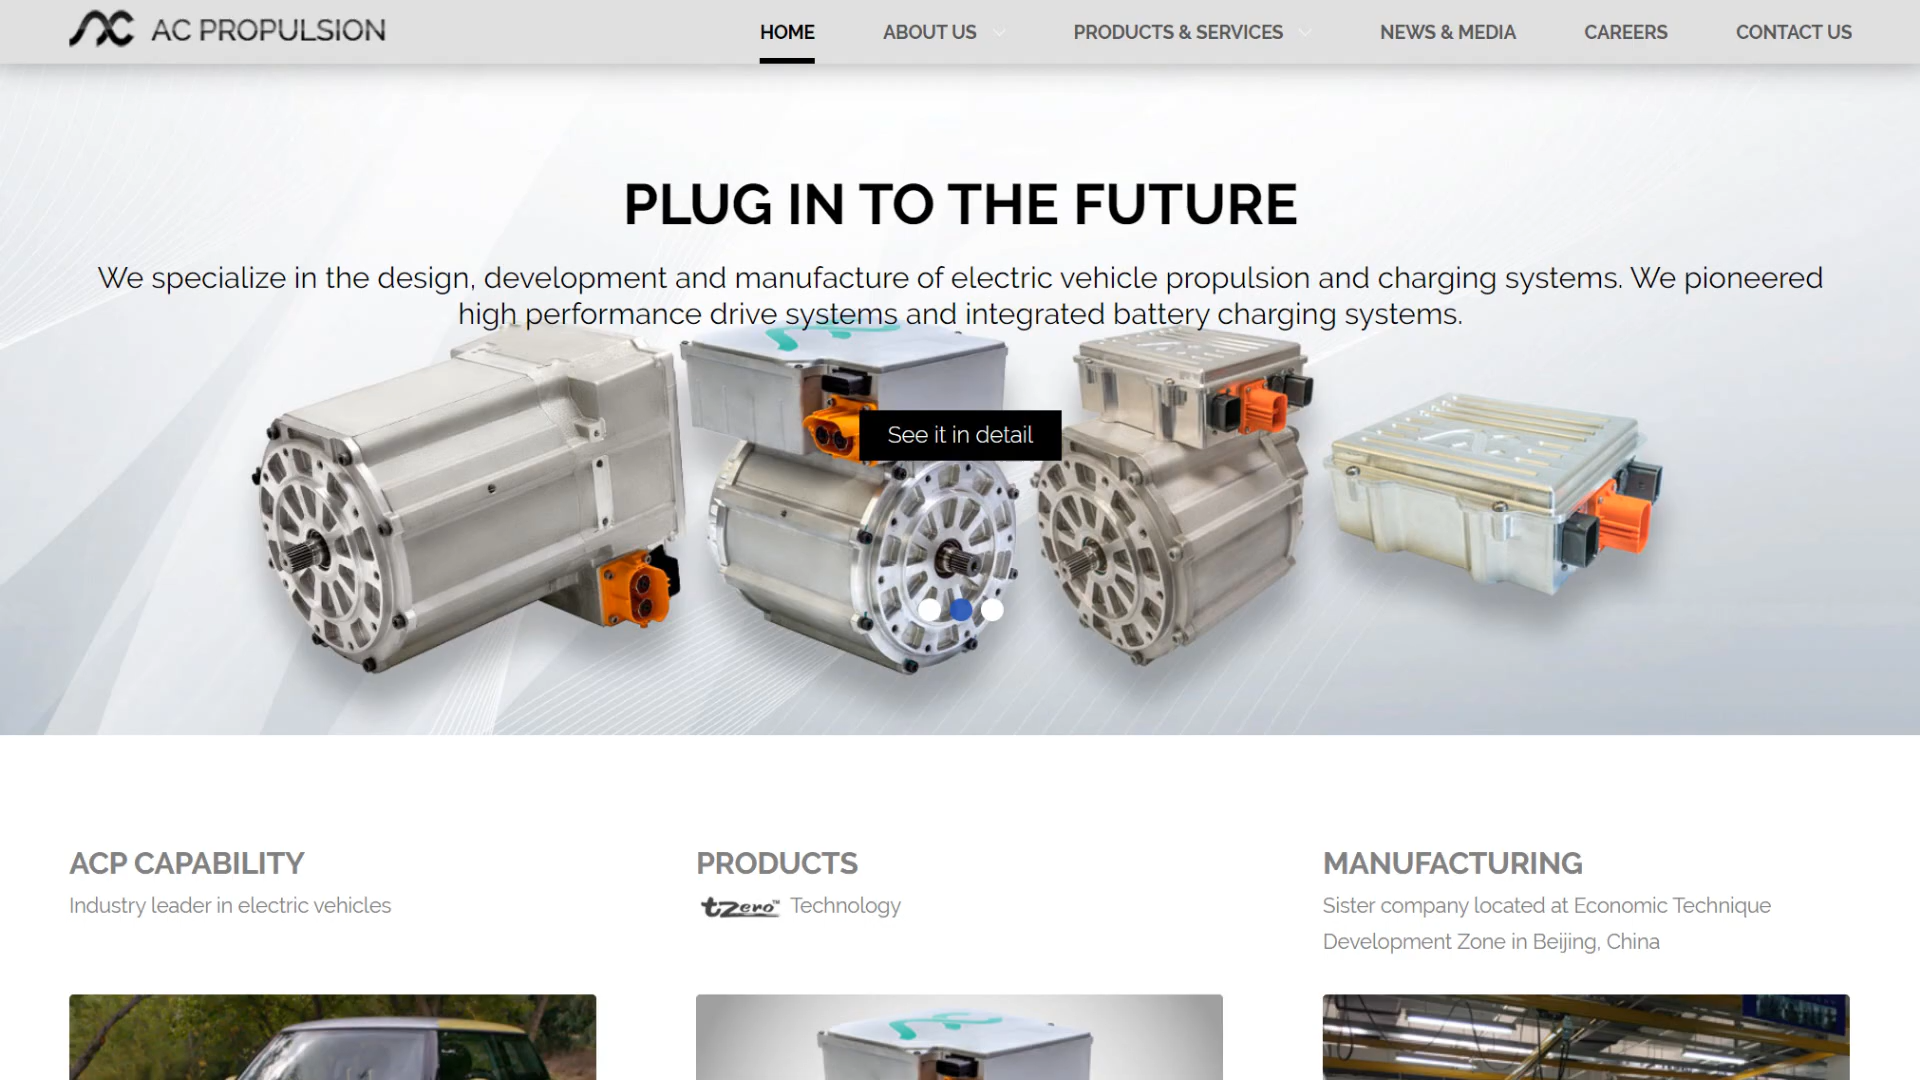 AC PROPULSION
HOME
ABOUT US
PRODUCTS & SERVICES
NEWS & MEDIA
CAREERS
CONTACT US
PLUG IN TO THE FUTURE
We specialize in the design, development and manufacture of electric vehicle propulsion and charging systems. We pioneered
high performance drive systems and integrated battery charging systems.
See it in detail
ACP CAPABILITY
Industry leader in electric vehicles
PRODUCTS
tzero™ Technology
MANUFACTURING
Sister company located at Economic Technique
Development Zone in Beijing, China